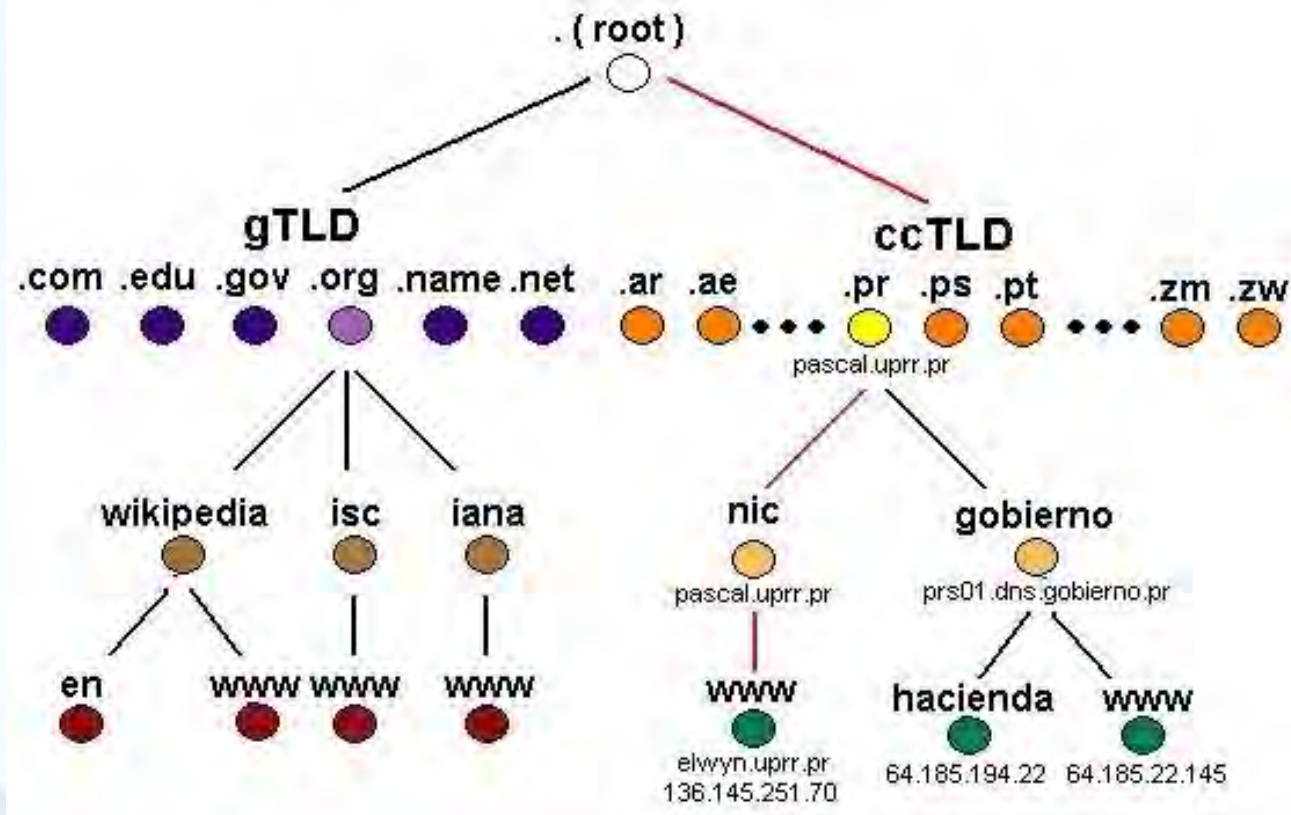 . ( root )
gTLD
ccTLD
.com .edu .gov .org .name .net .ar .ae .pr .ps .pt .zm .zw
pascal.uprr.pr
wikipedia isc iana nic gobierno
pascal.uprr.pr prs01.dns.gobierno.pr
en www www www www hacienda www
elwyn.uprr.pr
136.145.251.70
64.185.194.22 64.185.22.145